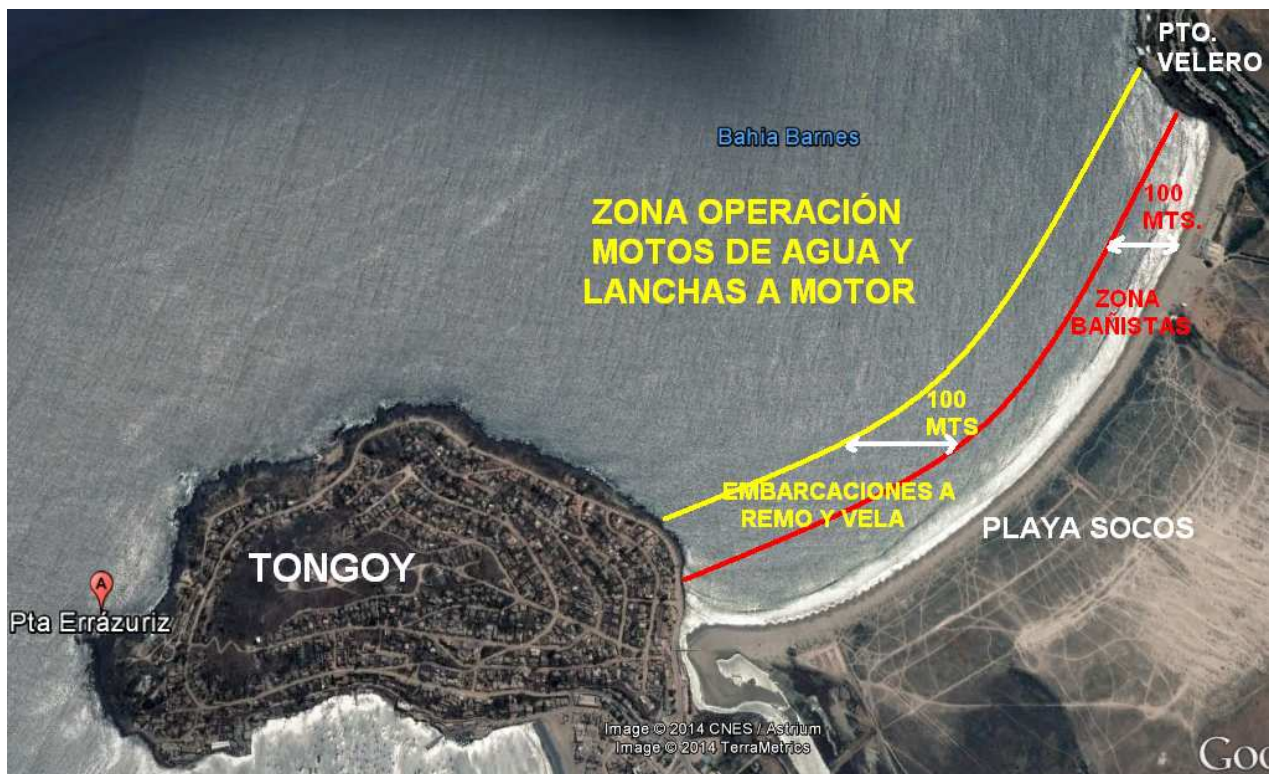 PTO.
VELERO
Bahia Barnes
ZONA OPERACIÓN
MOTOS DE AGUA Y
LANCHAS A MOTOR
100
MTS.
ZONA
BAÑISTAS
100
MTS
EMBARCACIONES A
REMO Y VELA
PLAYA SOCOS
TONGOY
A
Pta Errázuriz
Image © 2014 CNES / Astrium
Image © 2014 TerraMetrics
Goo